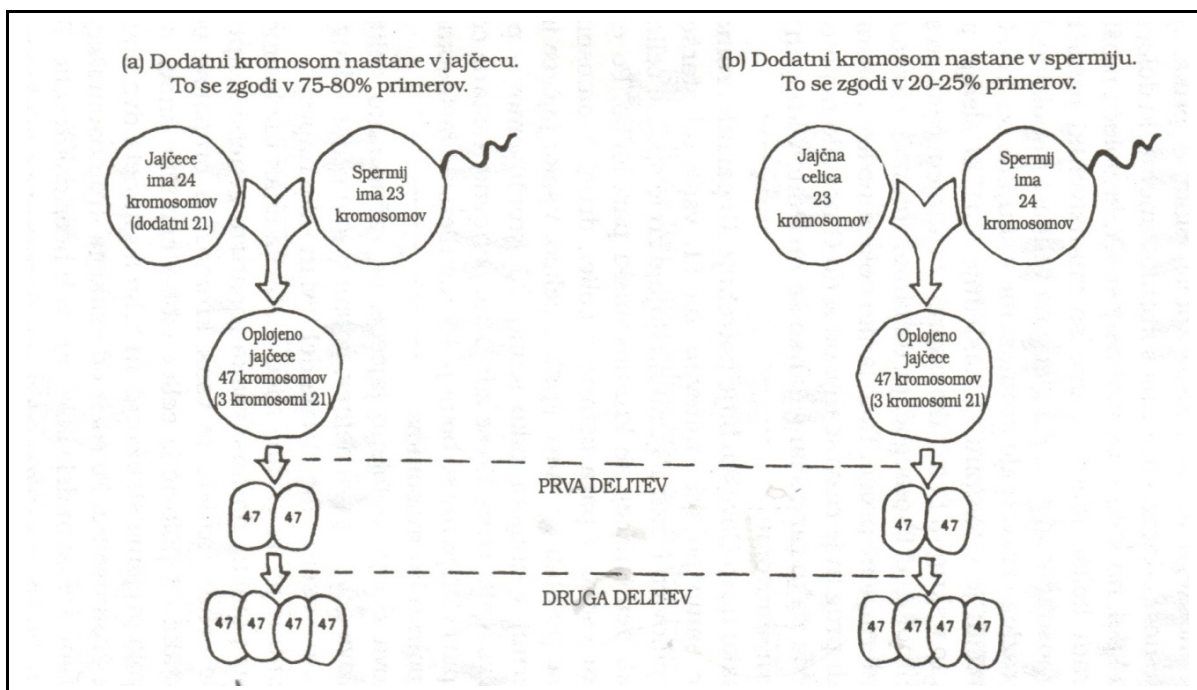 (a) Dodatni kromosom nastane v jajčecu.
To se zgodi v 75-80% primerov.
Jajčece
ima 24
kromosomov
(dodatni 21)
Spermij
ima 23
kromosomov
Oplojeno
jajčece
47 kromosomov
(3 kromosomi 21)
(b) Dodatni kromosom nastane v spermiju.
To se zgodi v 20-25% primerov.
Jajčna
celica
23
kromosomov
Spermij
ima
24
kromosomov
Oplojeno
jajčece
47 kromosomov
(3 kromosomi 21)
PRVA DELITEV
47 47
47 47
DRUGA DELITEV
47 47 47 47
47 47 47 47